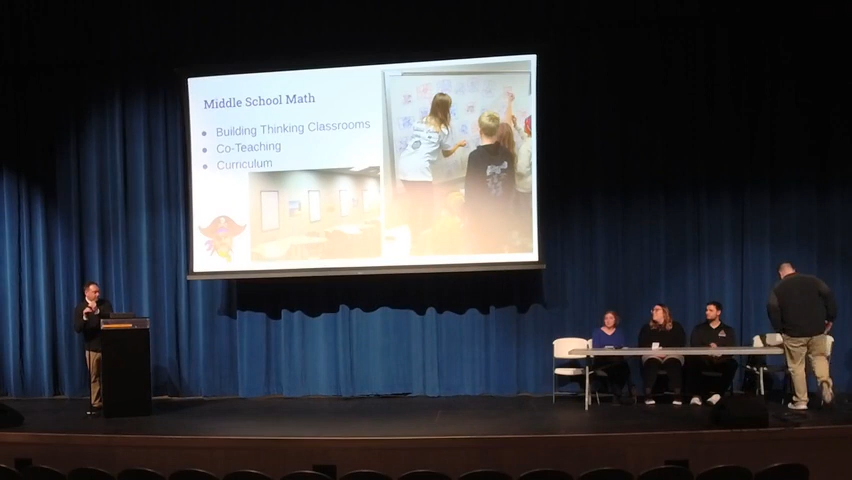 Middle School Math
Building Thinking Classrooms
Co-Teaching
Curriculum